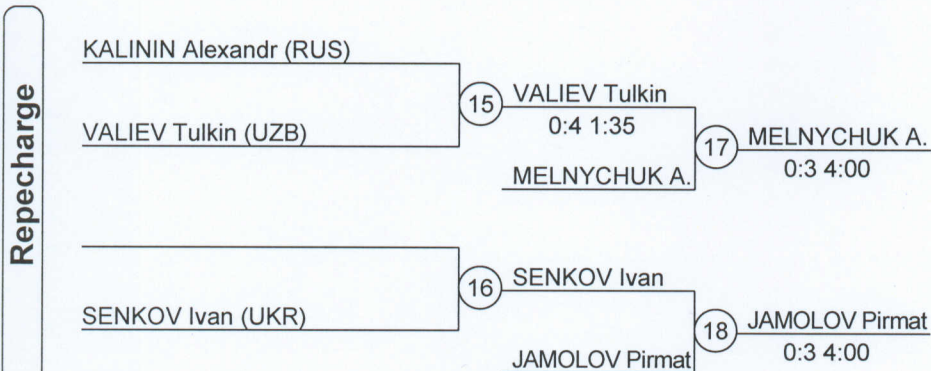 Repecharge
KALININ Alexandr (RUS)
VALIEV Tulkin (UZB)
15
VALIEV Tulkin
0:4 1:35
MELNYCHUK A.
17
MELNYCHUK A.
0:3 4:00
SENKOV Ivan (UKR)
16
SENKOV Ivan
JAMOLOV Pirmat
18
JAMOLOV Pirmat
0:3 4:00